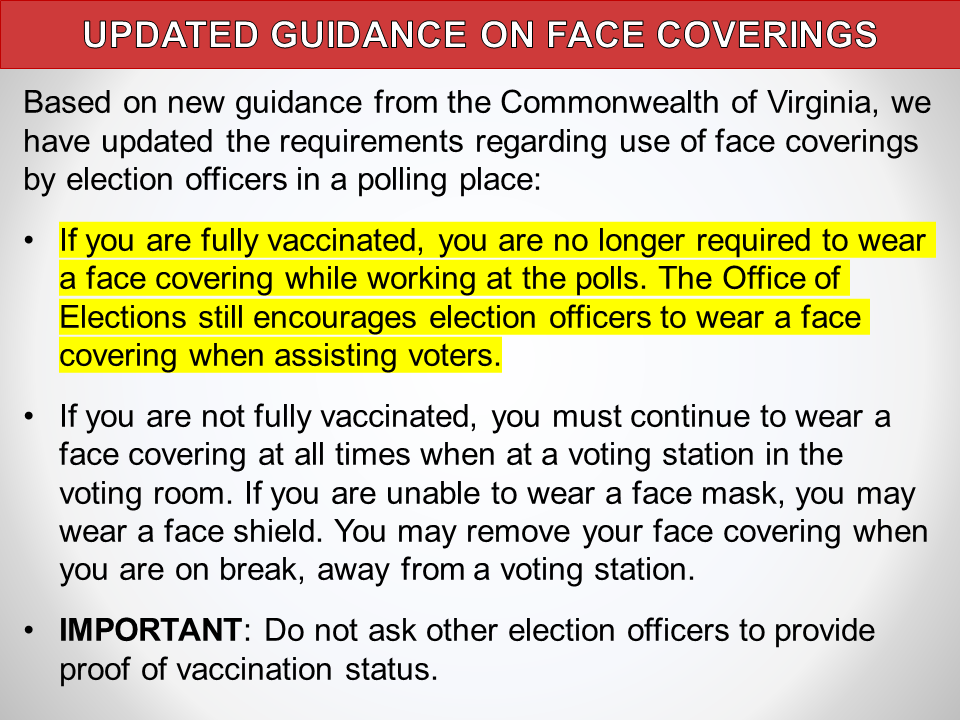 UPDATED GUIDANCE ON FACE COVERINGS
Based on new guidance from the Commonwealth of Virginia, we
have updated the requirements regarding use of face coverings
by election officers in a polling place:
• If you are fully vaccinated, you are no longer required to wear
a face covering while working at the polls. The Office of
Elections still encourages election officers to wear a face
covering when assisting voters.
• If you are not fully vaccinated, you must continue to wear a
face covering at all times when at a voting station in the
voting room. If you are unable to wear a face mask, you may
wear a face shield. You may remove your face covering when
you are on break, away from a voting station.
• IMPORTANT: Do not ask other election officers to provide
proof of vaccination status.